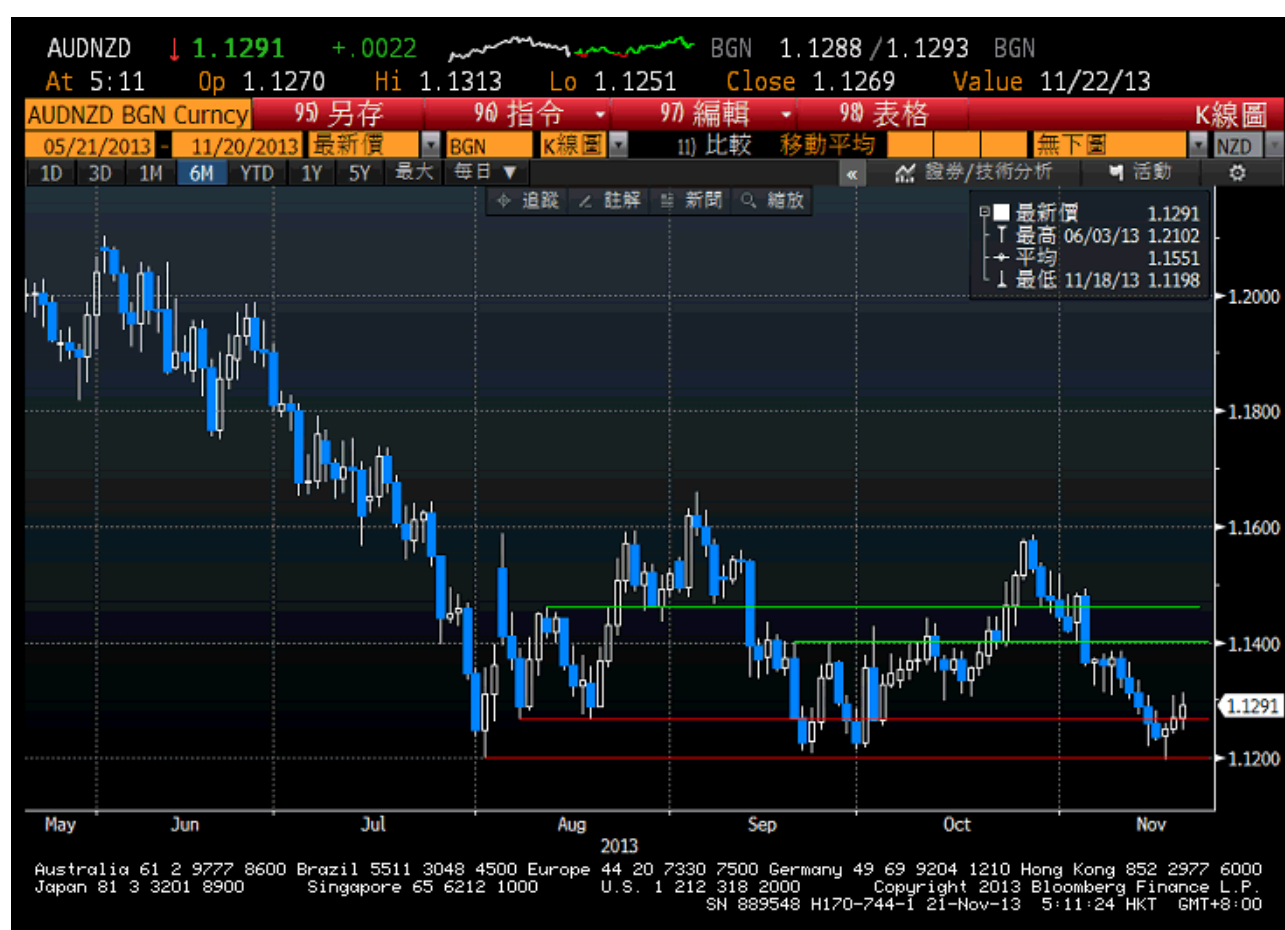 AUDNZD ↓ 1.1291 +.0022 BGN 1.1288/1.1293 BGN
At 5:11 Op 1.1270 Hi 1.1313 Lo 1.1251 Close 1.1269 Value 11/22/13
AUDNZD BGN Curncy 95) 另存 96) 指令 97) 編輯 98) 表格 K線圖
05/21/2013 - 11/20/2013 最新價 BGN K線圖 11) 比較 移動平均 無下圖 NZD
1D 3D 1M 6M YTD 1Y 5Y 最大 每日 ▼ « 證券/技術分析 活動
追蹤 註解 新聞 縮放
最新價 1.1291
最高 06/03/13 1.2102
平均 1.1551
最低 11/18/13 1.1198
1.2000
1.1800
1.1600
1.1400
1.1291
1.1200
May Jun Jul Aug Sep Oct Nov
2013
Australia 61 2 9777 8600 Brazil 5511 3048 4500 Europe 44 20 7330 7500 Germany 49 69 9204 1210 Hong Kong 852 2977 6000
Japan 81 3 3201 8900 Singapore 65 6212 1000 U.S. 1 212 318 2000 Copyright 2013 Bloomberg Finance L.P.
SN 889548 H170-744-1 21-Nov-13 5:11:24 HKT GMT+8:00